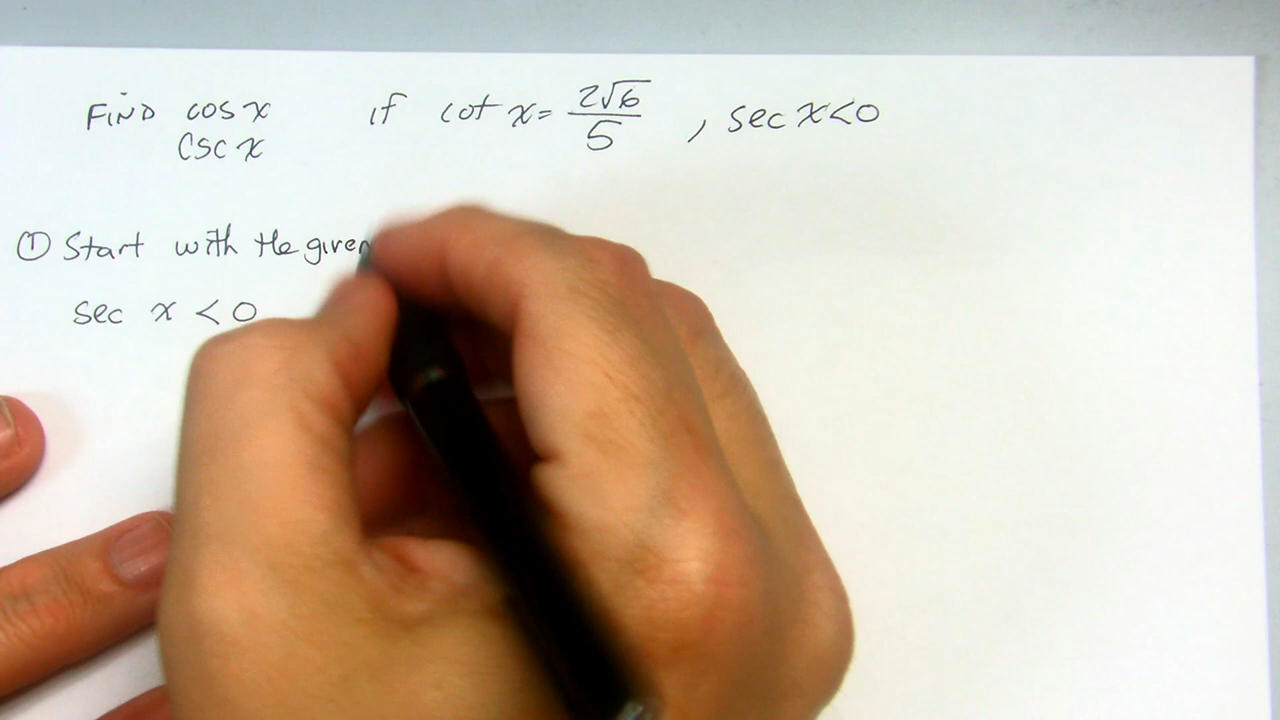 FIND cos x if cot x = 2√6/5 , sec x < 0
csc x
① Start with the given
sec x < 0